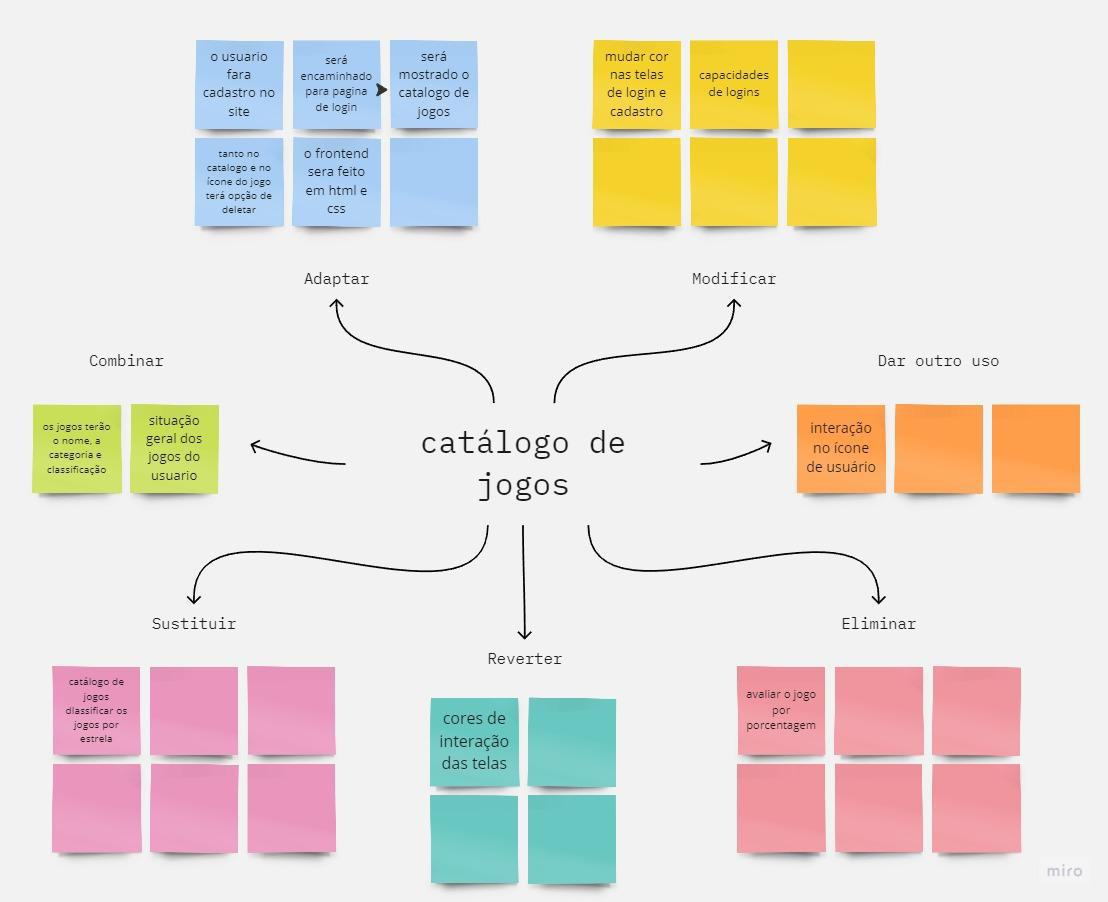 o usuario
fara
cadastro no
site
será
encaminhado
para pagina
de login
será
mostrado o
catalogo de
jogos
tanto no
catalogo e no
ícone do jogo
terá opção de
deletar
o frontend
sera feito
em html e
css
Adaptar
mudar cor
nas telas
de login e
cadastro
capacidades
de logins
Modificar
Combinar
os jogos terão
o nome, a
categoria e
classificação
situação
geral dos
jogos do
usuario
catálogo de
jogos
Dar outro uso
interação
no ícone
de usuário
Sustituir
catálogo de
jogos
dlassificar os
jogos por
estrela
Reverter
cores de
interação
das telas
Eliminar
avaliar o jogo
por
porcentagem
miro